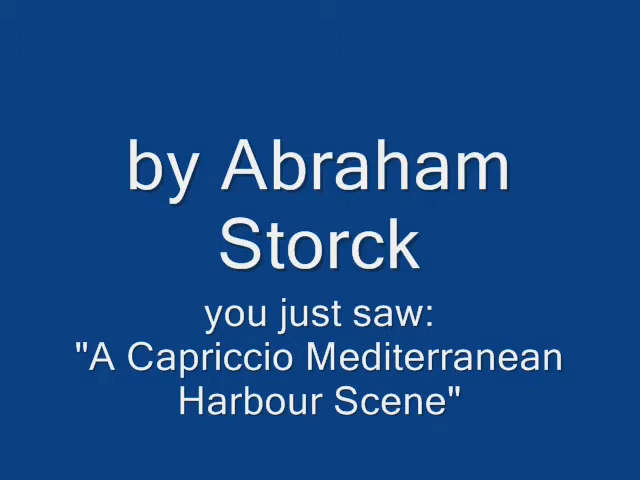 by Abraham
Storck
you just saw:
"A Capriccio Mediterranean
Harbour Scene"